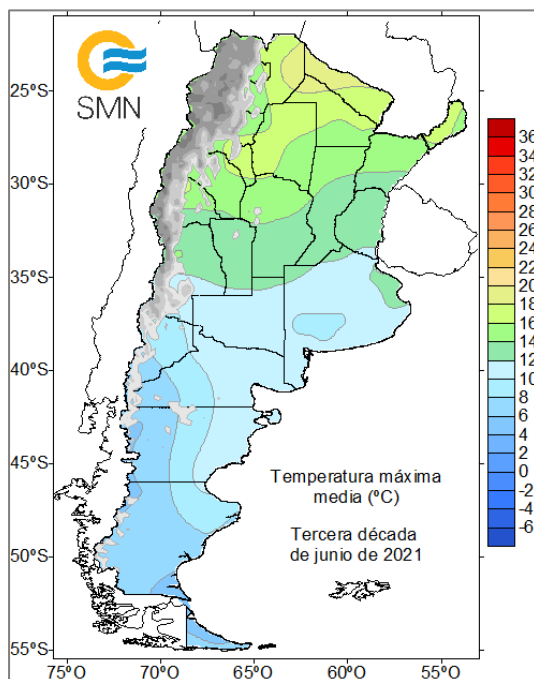 SMN
25°S
30°S
35°S
40°S
45°S
50°S
55°S
75°O
70°O
65°O
60°O
55°O
Temperatura máxima
media (ºC)
Tercera década
de junio de 2021
36
34
32
30
28
26
24
22
20
18
16
14
12
10
8
6
4
2
0
-2
-4
-6